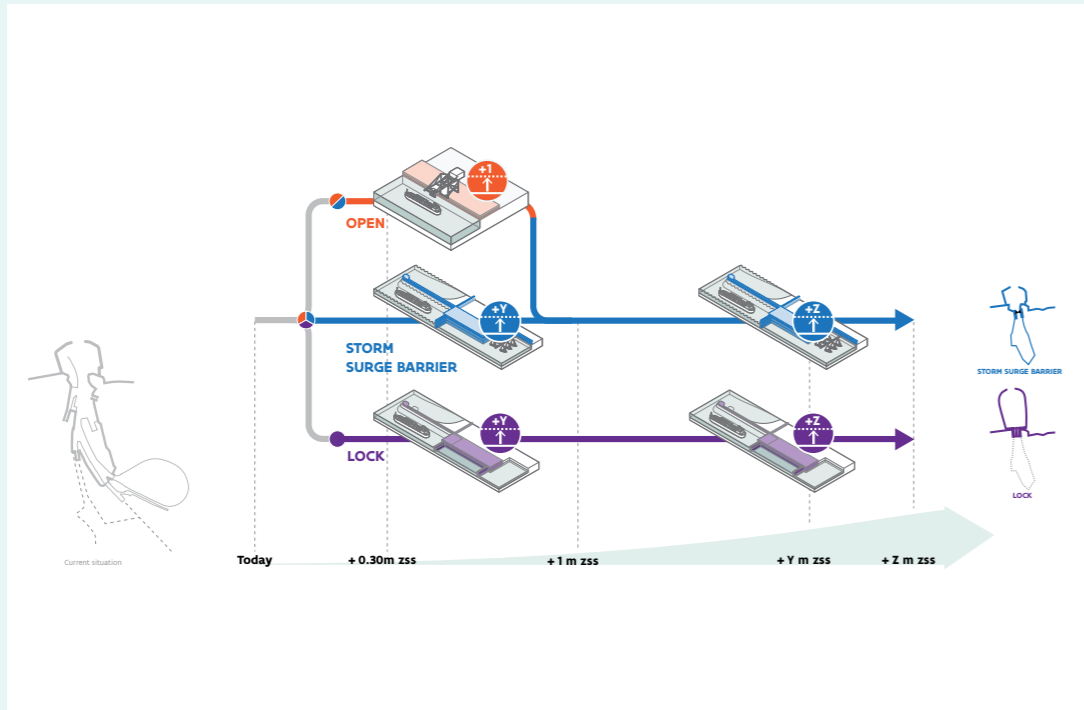 +1
OPEN
+Y
+Z
STORM
SURGE BARRIER
STORM SURGE BARRIER
+Y
+Z
LOCK
LOCK
Today
+ 0.30m zss
+ 1 m zss
+ Y m zss
+ Z m zss
Current situation